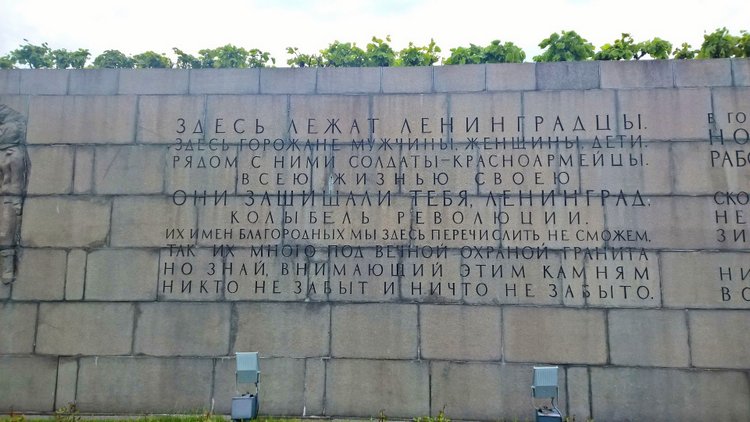 ЗДЕСЬ ЛЕЖАТ ЛЕНИНГРАДЦЫ.
ЗДЕСЬ ГОРОЖАНЕ МУЖЧИНЫ, ЖЕНЩИНЫ, ДЕТИ.
РЯДОМ С НИМИ СОЛДАТЫ-КРАСНОАРМЕЙЦЫ.
ВСЕЮ ЖИЗНЬЮ СВОЕЮ
ОНИ ЗАЩИЩАЛИ ТЕБЯ, ЛЕНИНГРАД,
КОЛЫБЕЛЬ РЕВОЛЮЦИИ.
ИХ ИМЕН БЛАГОРОДНЫХ МЫ ЗДЕСЬ ПЕРЕЧИСЛИТЬ НЕ СМОЖЕМ.
ТАК ИХ МНОГО ПОД ВЕЧНОЙ ОХРАНОЙ ГРАНИТА
НО ЗНАЙ, ВНИМАЮЩИЙ ЭТИМ КАМНЯМ
НИКТО НЕ ЗАБЫТ И НИЧТО НЕ ЗАБЫТО.